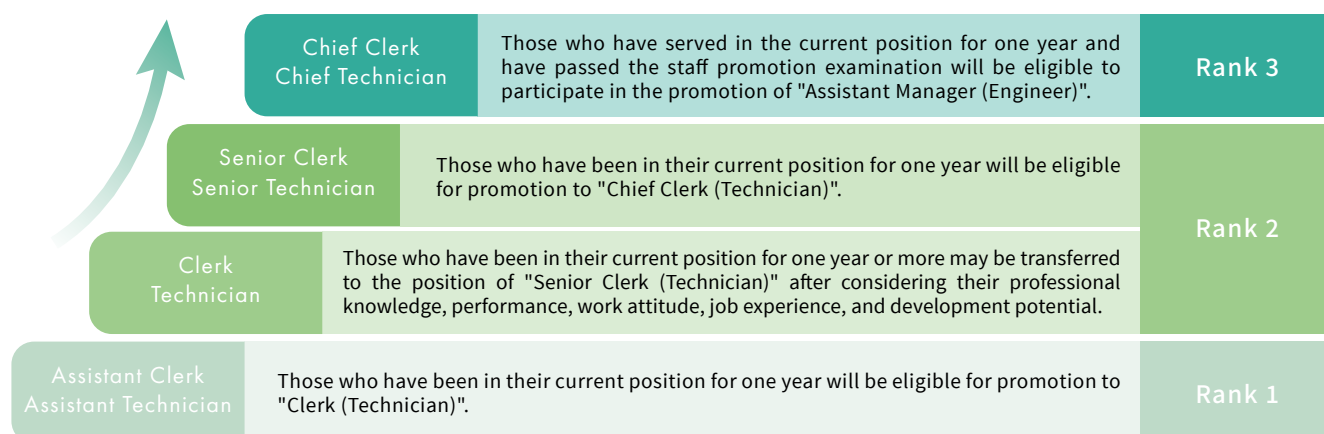 Chief Clerk
Chief Technician
Those who have served in the current position for one year and
have passed the staff promotion examination will be eligible to
participate in the promotion of "Assistant Manager (Engineer)".
Rank 3
Senior Clerk
Senior Technician
Those who have been in their current position for one year will be eligible
for promotion to "Chief Clerk (Technician)".
Rank 2
Clerk
Technician
Those who have been in their current position for one year or more may be transferred
to the position of "Senior Clerk (Technician)" after considering their professional
knowledge, performance, work attitude, job experience, and development potential.
Assistant Clerk
Assistant Technician
Those who have been in their current position for one year will be eligible for promotion to
"Clerk (Technician)".
Rank 1